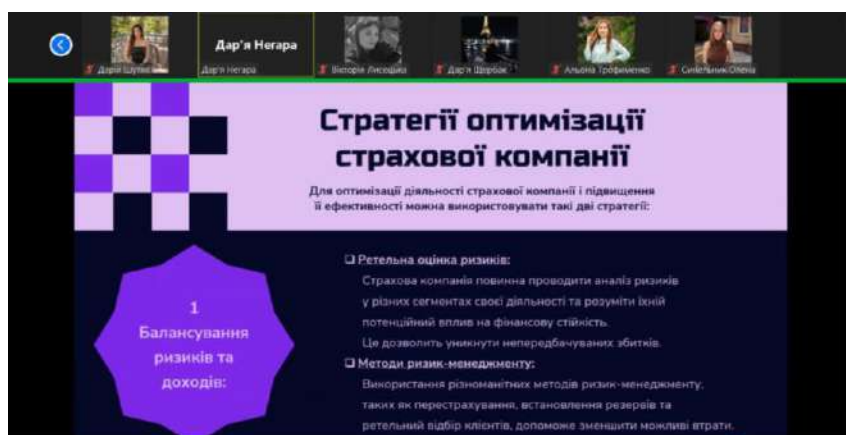 Дар'я Негара
Дарія Шутяк
Дар'я Негара
Вікторія Лисецька
Дар'я Щербак
Альона Трофименко
Синельник Олена
Стратегії оптимізації
страхової компанії
Для оптимізації діяльності страхової компанії і підвищення
її ефективності можна використовувати такі дві стратегії:
1
Балансування
ризиків та
доходів:
Ретельна оцінка ризиків:
Страхова компанія повинна проводити аналіз ризиків
у різних сегментах своєї діяльності та розуміти їхній
потенційний вплив на фінансову стійкість.
Це дозволить уникнути непередбачуваних збитків.
Методи ризик-менеджменту:
Використання різноманітних методів ризик-менеджменту,
таких як перестрахування, встановлення резервів та
ретельний відбір клієнтів, допоможе зменшити можливі втрати.